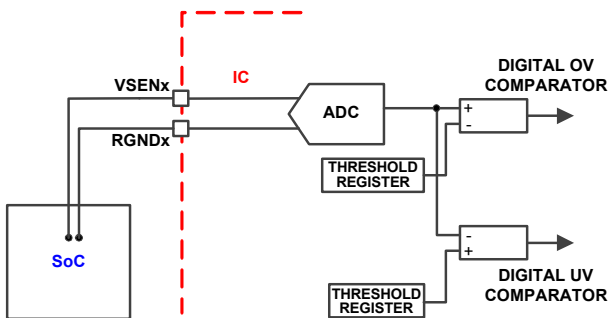 VSENx
IC
DIGITAL OV
COMPARATOR
ADC
+
-
RGNDx
THRESHOLD
REGISTER
SoC
-
+
DIGITAL UV
COMPARATOR
THRESHOLD
REGISTER